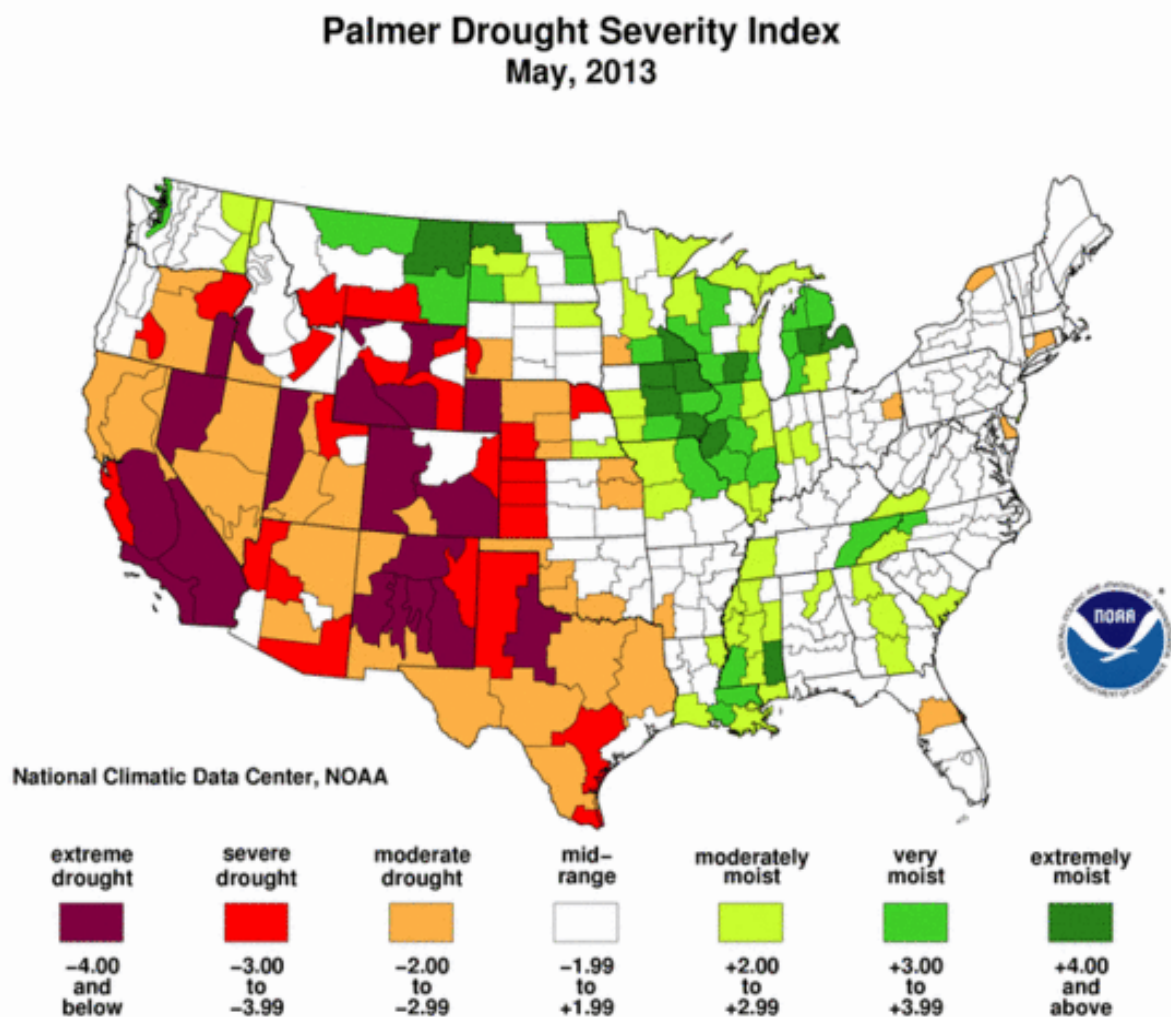 Palmer Drought Severity Index
May, 2013
NOAA
National Climatic Data Center, NOAA
extreme drought
severe drought
moderate drought
mid-range
moderately moist
very moist
extremely moist
-4.00 and below
-3.00 to -3.99
-2.00 to -2.99
-1.99 to +1.99
+2.00 to +2.99
+3.00 to +3.99
+4.00 and above